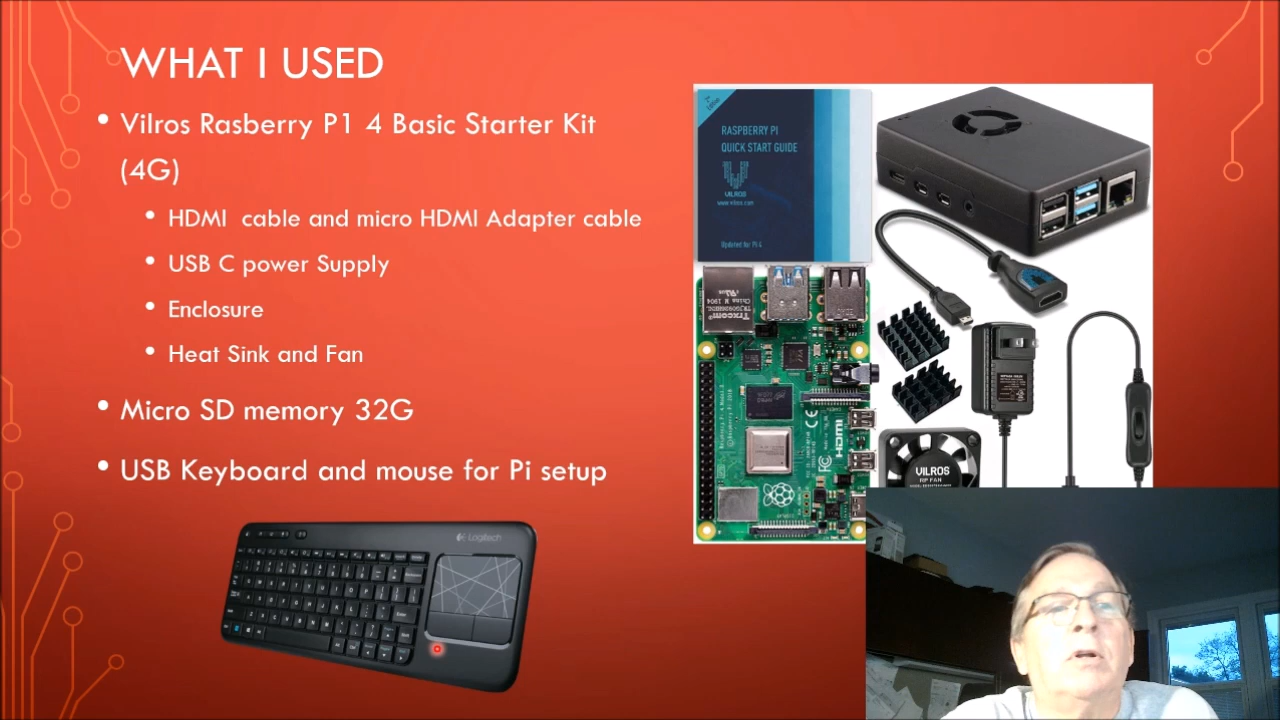 WHAT I USED
• Vilros Rasberry P1 4 Basic Starter Kit
(4G)
• HDMI cable and micro HDMI Adapter cable
• USB C power Supply
• Enclosure
• Heat Sink and Fan
• Micro SD memory 32G
• USB Keyboard and mouse for Pi setup
RASPBERRY PI
QUICK START GUIDE
VILROS
www.vilros.com
Updated for Pi 4
Trxcom
HDMI
VILROS
RP FAN
Logitech